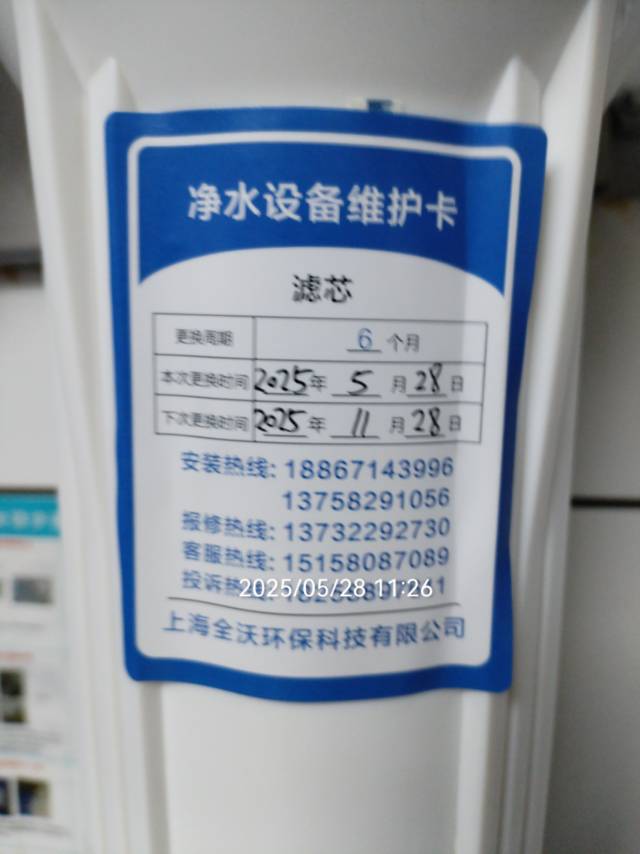 净水设备维护卡
滤芯
更换周期 6 个月
本次更换时间 2025年 5 月 28 日
下次更换时间 2025年 11 月 28 日
安装热线: 18867143996
13758291056
报修热线: 13732292730
客服热线: 15158087089
投诉热
2025/05/28 11:26
上海全沃环保科技有限公司